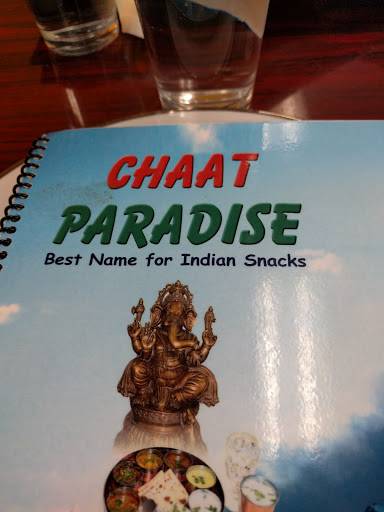 CHAAT
PARADISE
Best Name for Indian Snacks